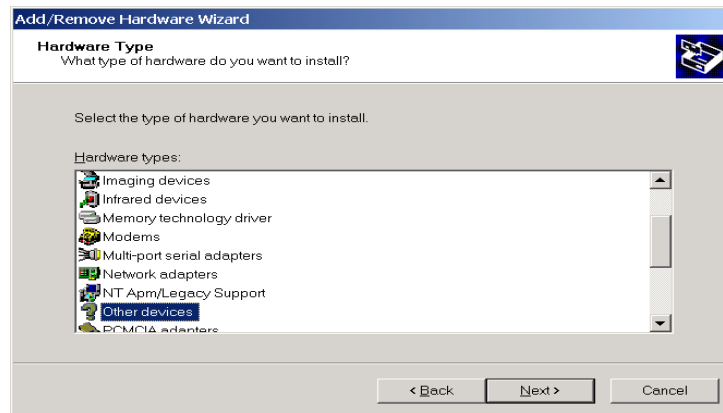 Add/Remove Hardware Wizard
Hardware Type
What type of hardware do you want to install?
Select the type of hardware you want to install.
Hardware types:
Imaging devices
Infrared devices
Memory technology driver
Modems
Multi-port serial adapters
Network adapters
NT Apm/Legacy Support
Other devices
PCMCIA adapters
< Back
Next >
Cancel